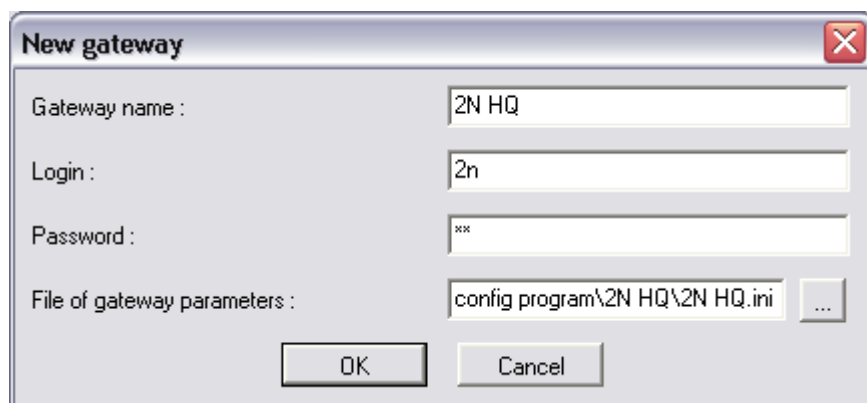 New gateway
Gateway name : 2N HQ
Login : 2n
Password : **
File of gateway parameters : config program\2N HQ\2N HQ.ini ...
OK Cancel